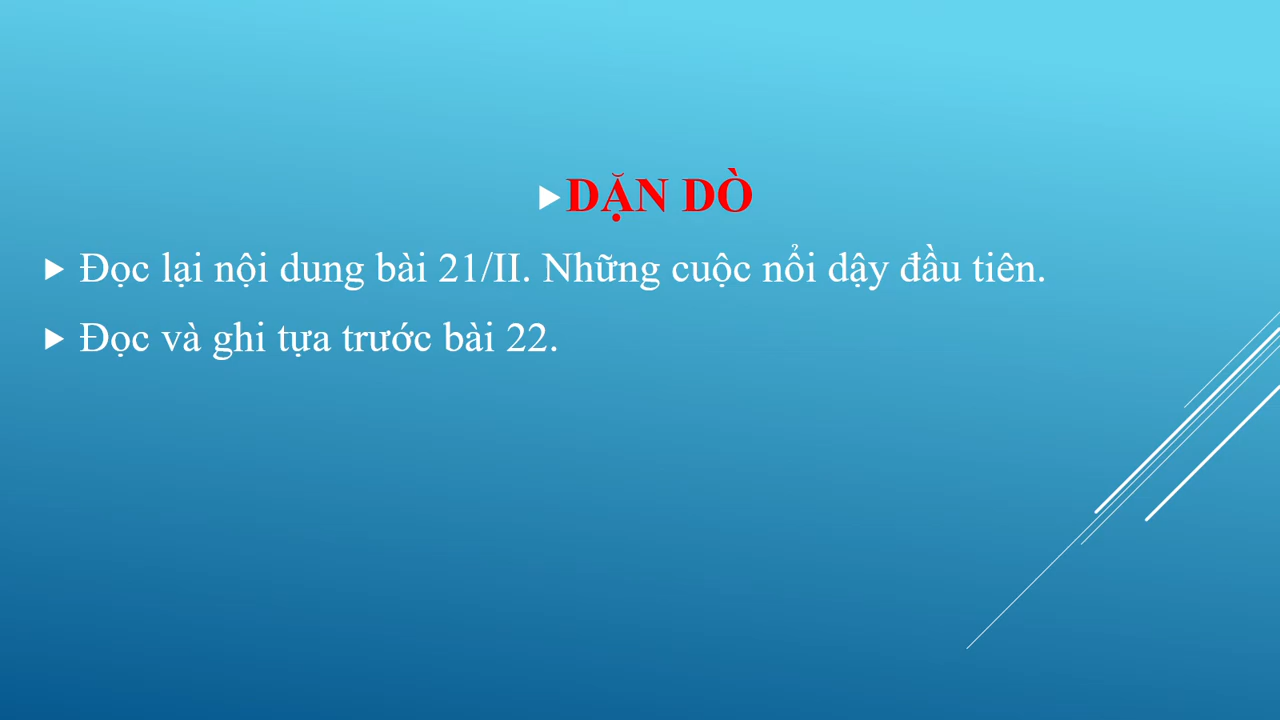 DẶN DÒ
Đọc lại nội dung bài 21/II. Những cuộc nổi dậy đầu tiên.
Đọc và ghi tựa trước bài 22.